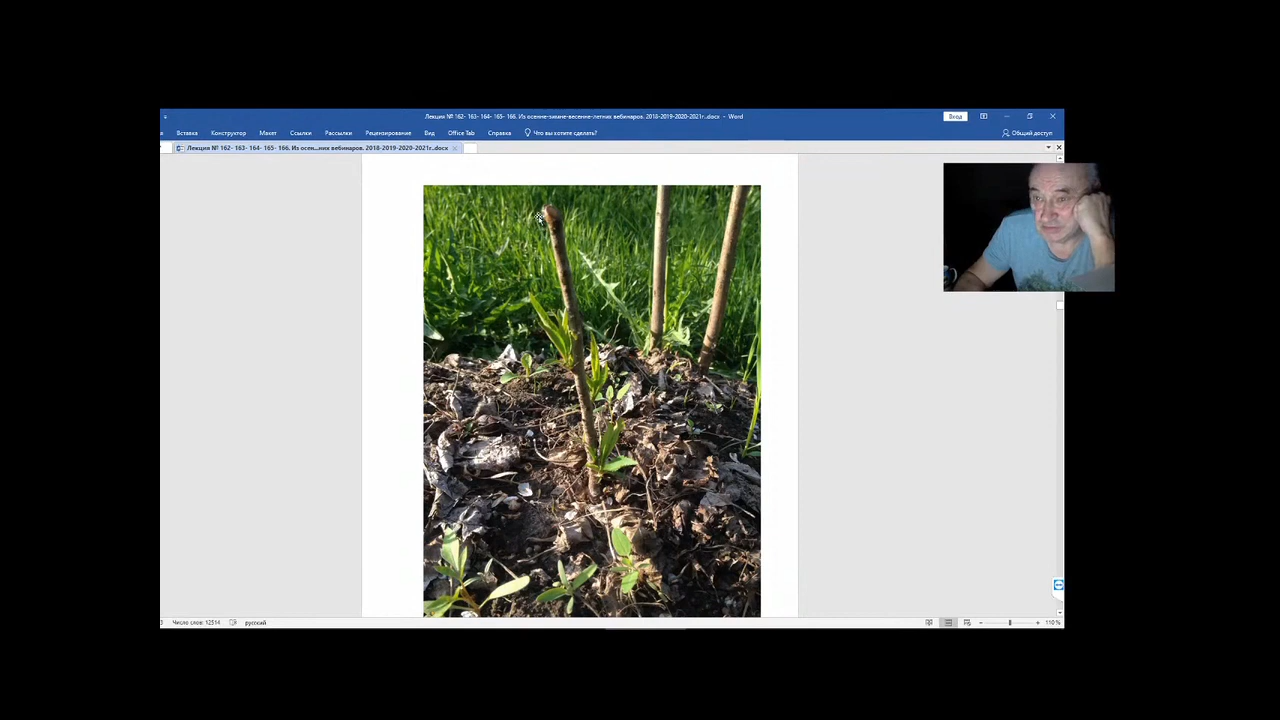 Лекция № 162- 163- 164- 165- 166. Из осенне-зимне-весенне-летних вебинаров. 2018-2019-2020-2021г..docx - Word
Вход
Вставка Конструктор Макет Ссылки Рассылки Рецензирование Вид Office Tab Справка Что вы хотите сделать? Общий доступ
Лекция № 162- 163- 164- 165- 166. Из осен...них вебинаров. 2018-2019-2020-2021г..docx
Число слов: 12514 русский 110 %